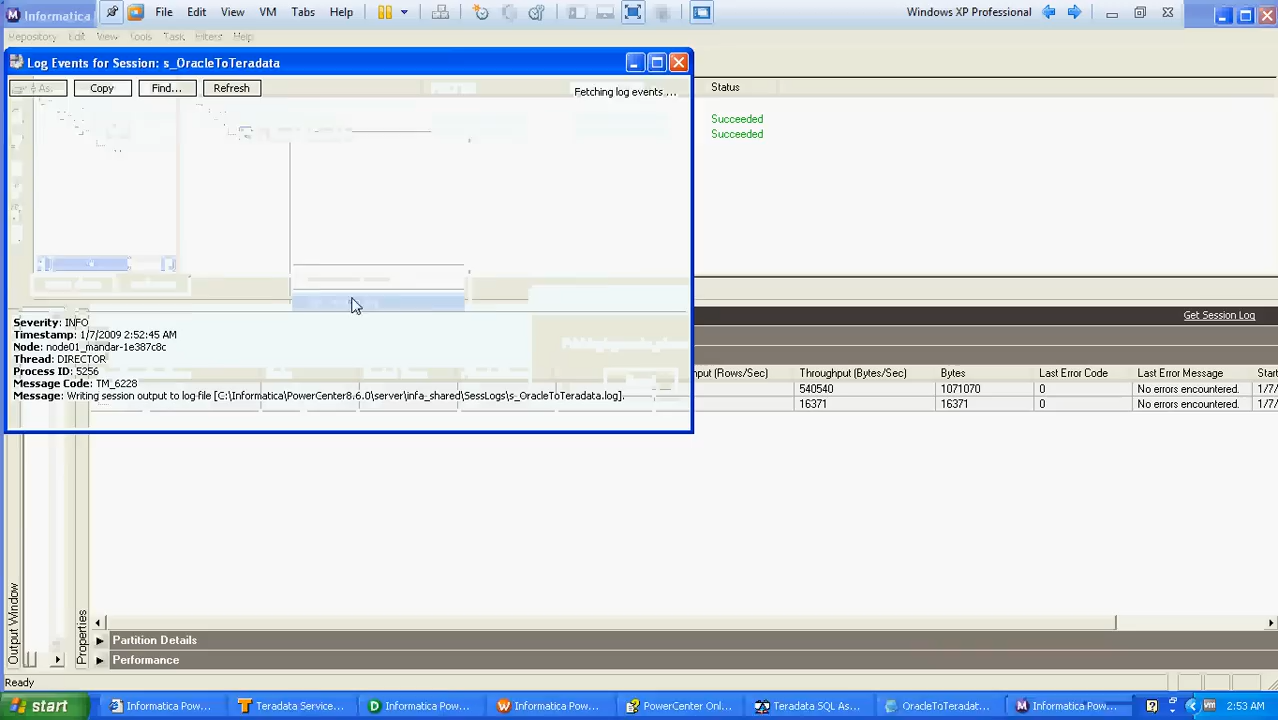 Informatica
File Edit View VM Tabs Help
Windows XP Professional
Repository Edit View Tools Task Filters Help
Log Events for Session: s_OracleToTeradata
Copy Find... Refresh
Fetching log events ...
Status
Succeeded
Succeeded
Severity: INFO
Timestamp: 1/7/2009 2:52:45 AM
Node: node01_mandar-1e387c8c
Thread: DIRECTOR
Process ID: 5256
Message Code: TM_6228
Message: Writing session output to log file [C:\Informatica\PowerCenter8.6.0\server\infa_shared\SessLogs\s_OracleToTeradata.log].
Get Session Log
(Rows/Sec) Throughput (Bytes/Sec) Bytes Last Error Code Last Error Message Start
540540 1071070 0 No errors encountered. 1/7/
16371 16371 0 No errors encountered. 1/7/
Output Window
Properties
Partition Details
Performance
Ready
start Informatica Pow... Teradata Service... Informatica Pow... Informatica Pow... PowerCenter Onl... Teradata SQL As... OracleToTeradat... Informatica Pow... 2:53 AM